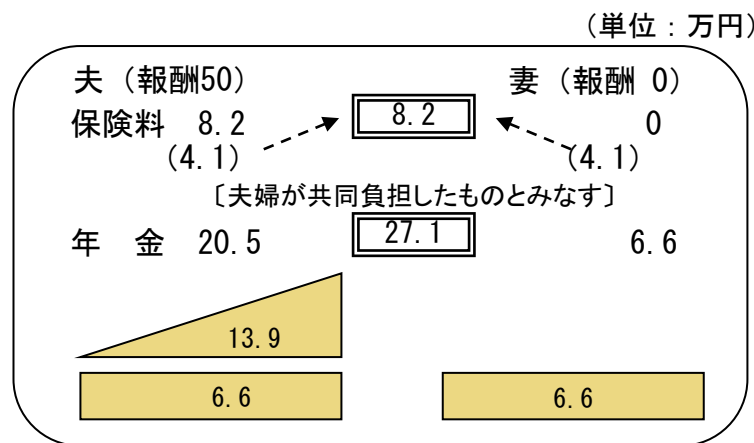 （単位：万円）
夫（報酬50） 妻（報酬 0）
保険料 8.2 8.2 0
（4.1） （4.1）
〔夫婦が共同負担したものとみなす〕
年 金 20.5 27.1 6.6
13.9
6.6 6.6